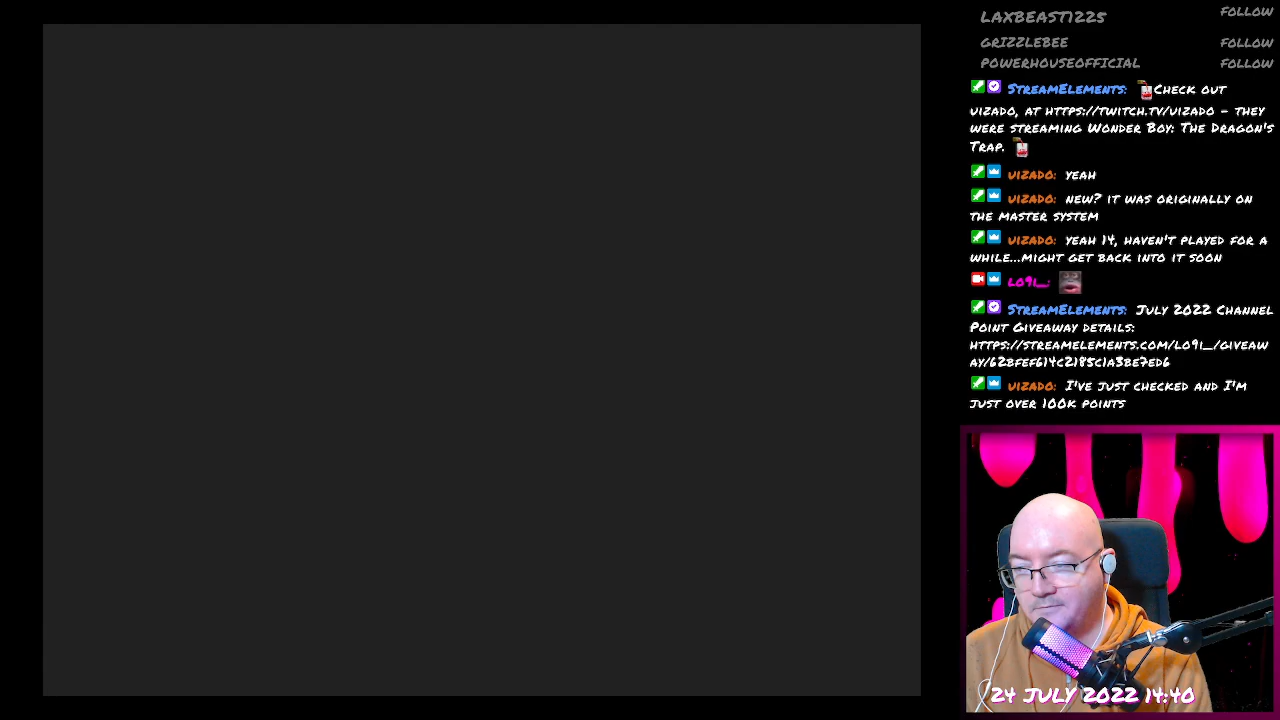 LAXBEAST1225 FOLLOW
GRIZZLEBEE FOLLOW
POWERHOUSEOFFICIAL FOLLOW
StreamElements: Check out
vizado, at https://twitch.tv/vizado - they
were streaming Wonder Boy: The Dragon's
Trap.
vizado: yeah
vizado: new? it was originally on
the master system
vizado: yeah 14, haven't played for a
while...might get back into it soon
lo9i_:
StreamElements: July 2022 Channel
Point Giveaway details:
https://streamelements.com/lo9i_/giveaw
ay/62bfef614c2185c1a3be7ed6
vizado: I've just checked and I'm
just over 100k points
24 JULY 2022 14:40